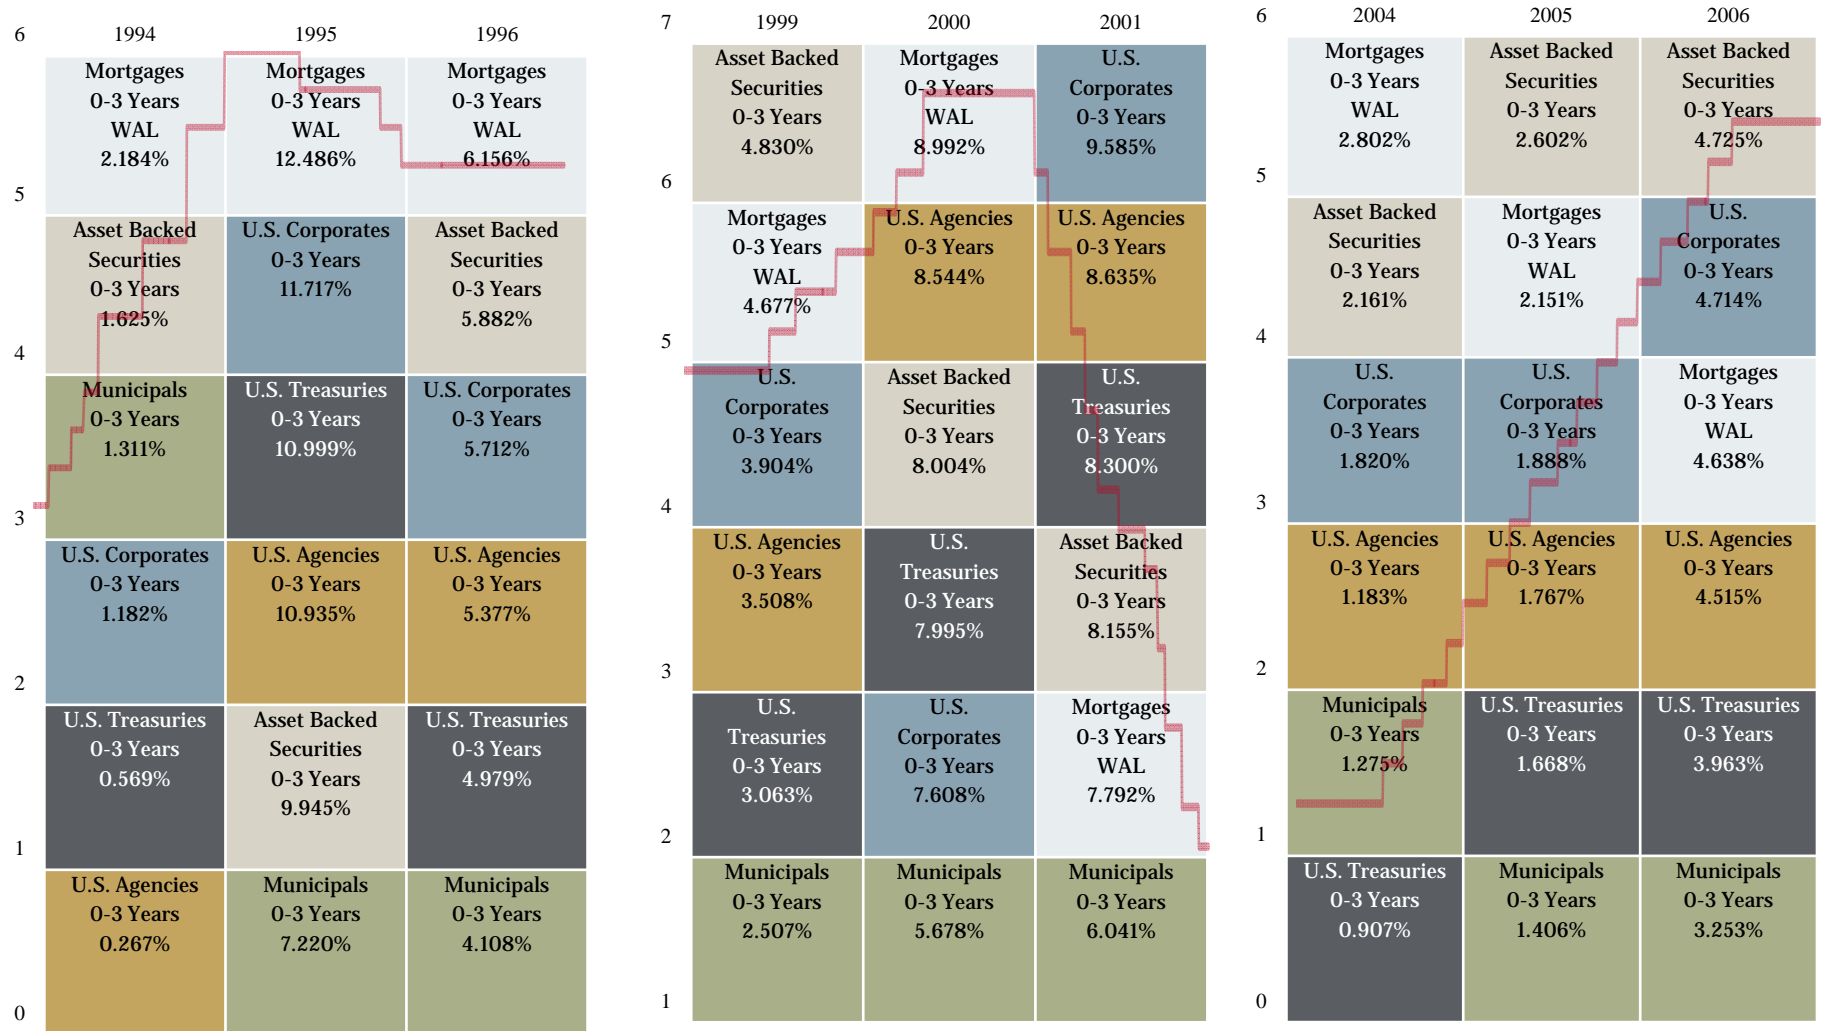 6
1994
1995
1996
Mortgages
0-3 Years
WAL
2.184%
Mortgages
0-3 Years
WAL
12.486%
Mortgages
0-3 Years
WAL
6.156%
5
Asset Backed
Securities
0-3 Years
1.625%
U.S. Corporates
0-3 Years
11.717%
Asset Backed
Securities
0-3 Years
5.882%
4
Municipals
0-3 Years
1.311%
U.S. Treasuries
0-3 Years
10.999%
U.S. Corporates
0-3 Years
5.712%
3
U.S. Corporates
0-3 Years
1.182%
U.S. Agencies
0-3 Years
10.935%
U.S. Agencies
0-3 Years
5.377%
2
U.S. Treasuries
0-3 Years
0.569%
Asset Backed
Securities
0-3 Years
9.945%
U.S. Treasuries
0-3 Years
4.979%
1
U.S. Agencies
0-3 Years
0.267%
Municipals
0-3 Years
7.220%
Municipals
0-3 Years
4.108%
0
7
1999
2000
2001
Asset Backed
Securities
0-3 Years
4.830%
Mortgages
0-3 Years
WAL
8.992%
U.S.
Corporates
0-3 Years
9.585%
6
Mortgages
0-3 Years
WAL
4.677%
U.S. Agencies
0-3 Years
8.544%
U.S. Agencies
0-3 Years
8.635%
5
U.S.
Corporates
0-3 Years
3.904%
Asset Backed
Securities
0-3 Years
8.004%
U.S.
Treasuries
0-3 Years
8.300%
4
U.S. Agencies
0-3 Years
3.508%
U.S.
Treasuries
0-3 Years
7.995%
Asset Backed
Securities
0-3 Years
8.155%
3
U.S.
Treasuries
0-3 Years
3.063%
U.S.
Corporates
0-3 Years
7.608%
Mortgages
0-3 Years
WAL
7.792%
2
Municipals
0-3 Years
2.507%
Municipals
0-3 Years
5.678%
Municipals
0-3 Years
6.041%
1
6
2004
2005
2006
Mortgages
0-3 Years
WAL
2.802%
Asset Backed
Securities
0-3 Years
2.602%
Asset Backed
Securities
0-3 Years
4.725%
5
Asset Backed
Securities
0-3 Years
2.161%
Mortgages
0-3 Years
WAL
2.151%
U.S.
Corporates
0-3 Years
4.714%
4
U.S.
Corporates
0-3 Years
1.820%
U.S.
Corporates
0-3 Years
1.888%
Mortgages
0-3 Years
WAL
4.638%
3
U.S. Agencies
0-3 Years
1.183%
U.S. Agencies
0-3 Years
1.767%
U.S. Agencies
0-3 Years
4.515%
2
Municipals
0-3 Years
1.275%
U.S. Treasuries
0-3 Years
1.668%
U.S. Treasuries
0-3 Years
3.963%
1
U.S. Treasuries
0-3 Years
0.907%
Municipals
0-3 Years
1.406%
Municipals
0-3 Years
3.253%
0